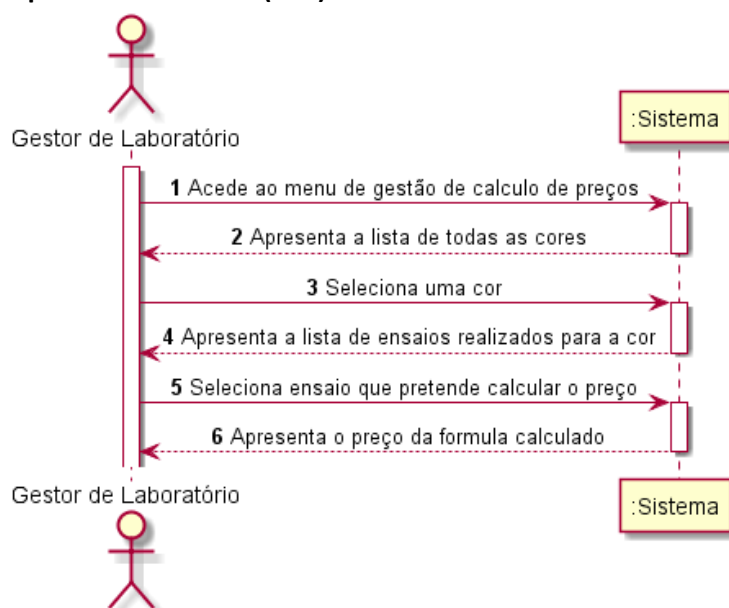 Gestor de Laboratório
:Sistema
1 Acede ao menu de gestão de calculo de preços
2 Apresenta a lista de todas as cores
3 Seleciona uma cor
4 Apresenta a lista de ensaios realizados para a cor
5 Seleciona ensaio que pretende calcular o preço
6 Apresenta o preço da formula calculado
Gestor de Laboratório
:Sistema